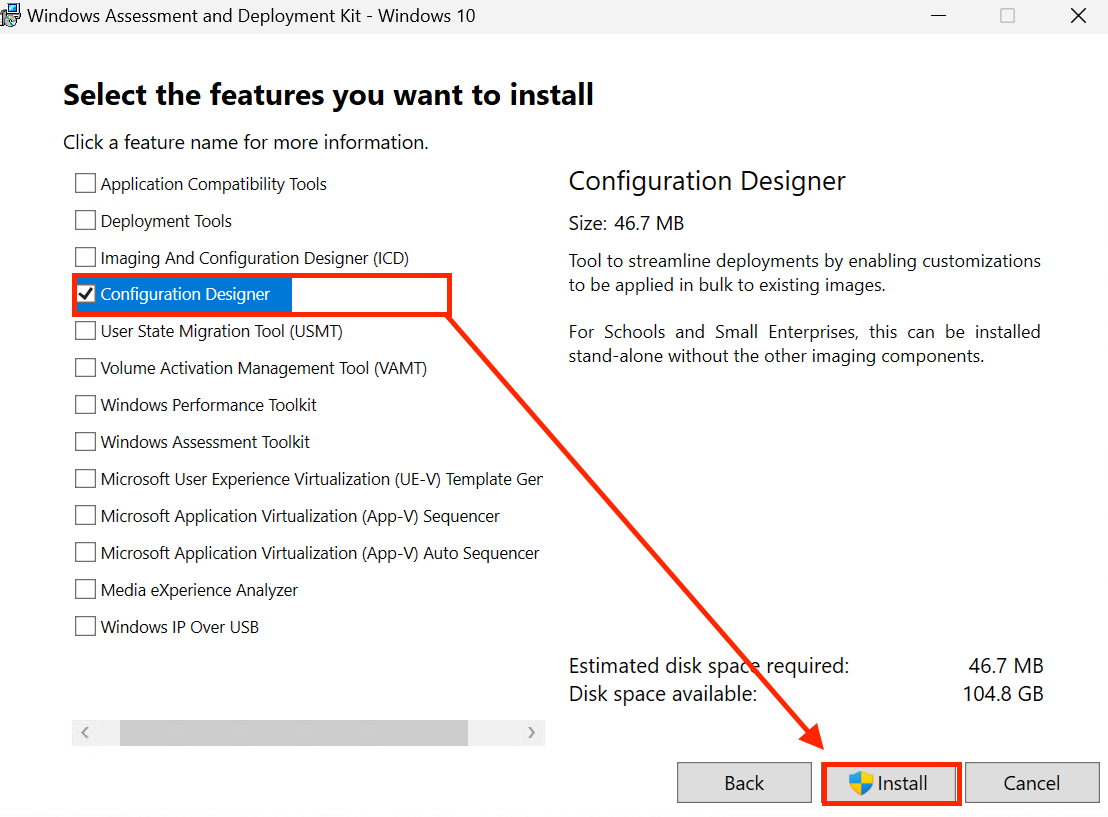 Windows Assessment and Deployment Kit - Windows 10
Select the features you want to install
Click a feature name for more information.
Application Compatibility Tools
Deployment Tools
Imaging And Configuration Designer (ICD)
Configuration Designer
User State Migration Tool (USMT)
Volume Activation Management Tool (VAMT)
Windows Performance Toolkit
Windows Assessment Toolkit
Microsoft User Experience Virtualization (UE-V) Template Ger
Microsoft Application Virtualization (App-V) Sequencer
Microsoft Application Virtualization (App-V) Auto Sequencer
Media eXperience Analyzer
Windows IP Over USB
Configuration Designer
Size: 46.7 MB
Tool to streamline deployments by enabling customizations
to be applied in bulk to existing images.
For Schools and Small Enterprises, this can be installed
stand-alone without the other imaging components.
Estimated disk space required: 46.7 MB
Disk space available: 104.8 GB
Back
Install
Cancel